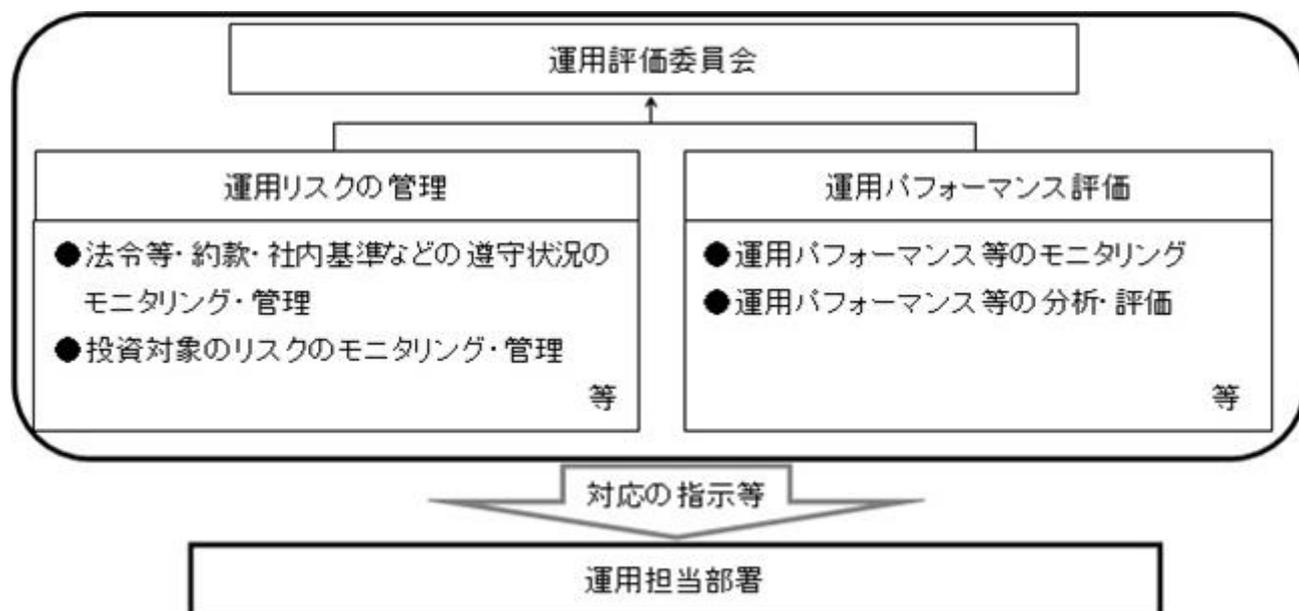 運用評価委員会
運用リスクの管理
●法令等・約款・社内基準などの遵守状況の
モニタリング・管理
●投資対象のリスクのモニタリング・管理
等
運用パフォーマンス評価
●運用パフォーマンス等のモニタリング
●運用パフォーマンス等の分析・評価
等
対応の指示等
運用担当部署